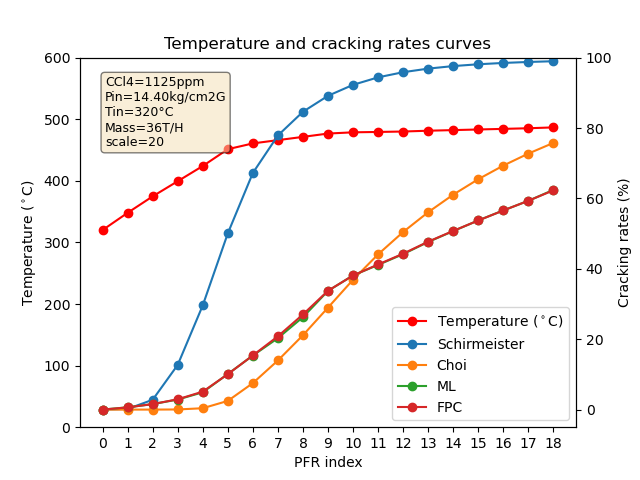 Temperature and cracking rates curves
CCl4=1125ppm
Pin=14.40kg/cm2G
Tin=320°C
Mass=36T/H
scale=20
600
500
400
300
200
100
0
Temperature (°C)
100
80
60
40
20
0
Cracking rates (%)
Temperature (°C)
Schirmeister
Choi
ML
FPC
0 1 2 3 4 5 6 7 8 9 10 11 12 13 14 15 16 17 18
PFR index